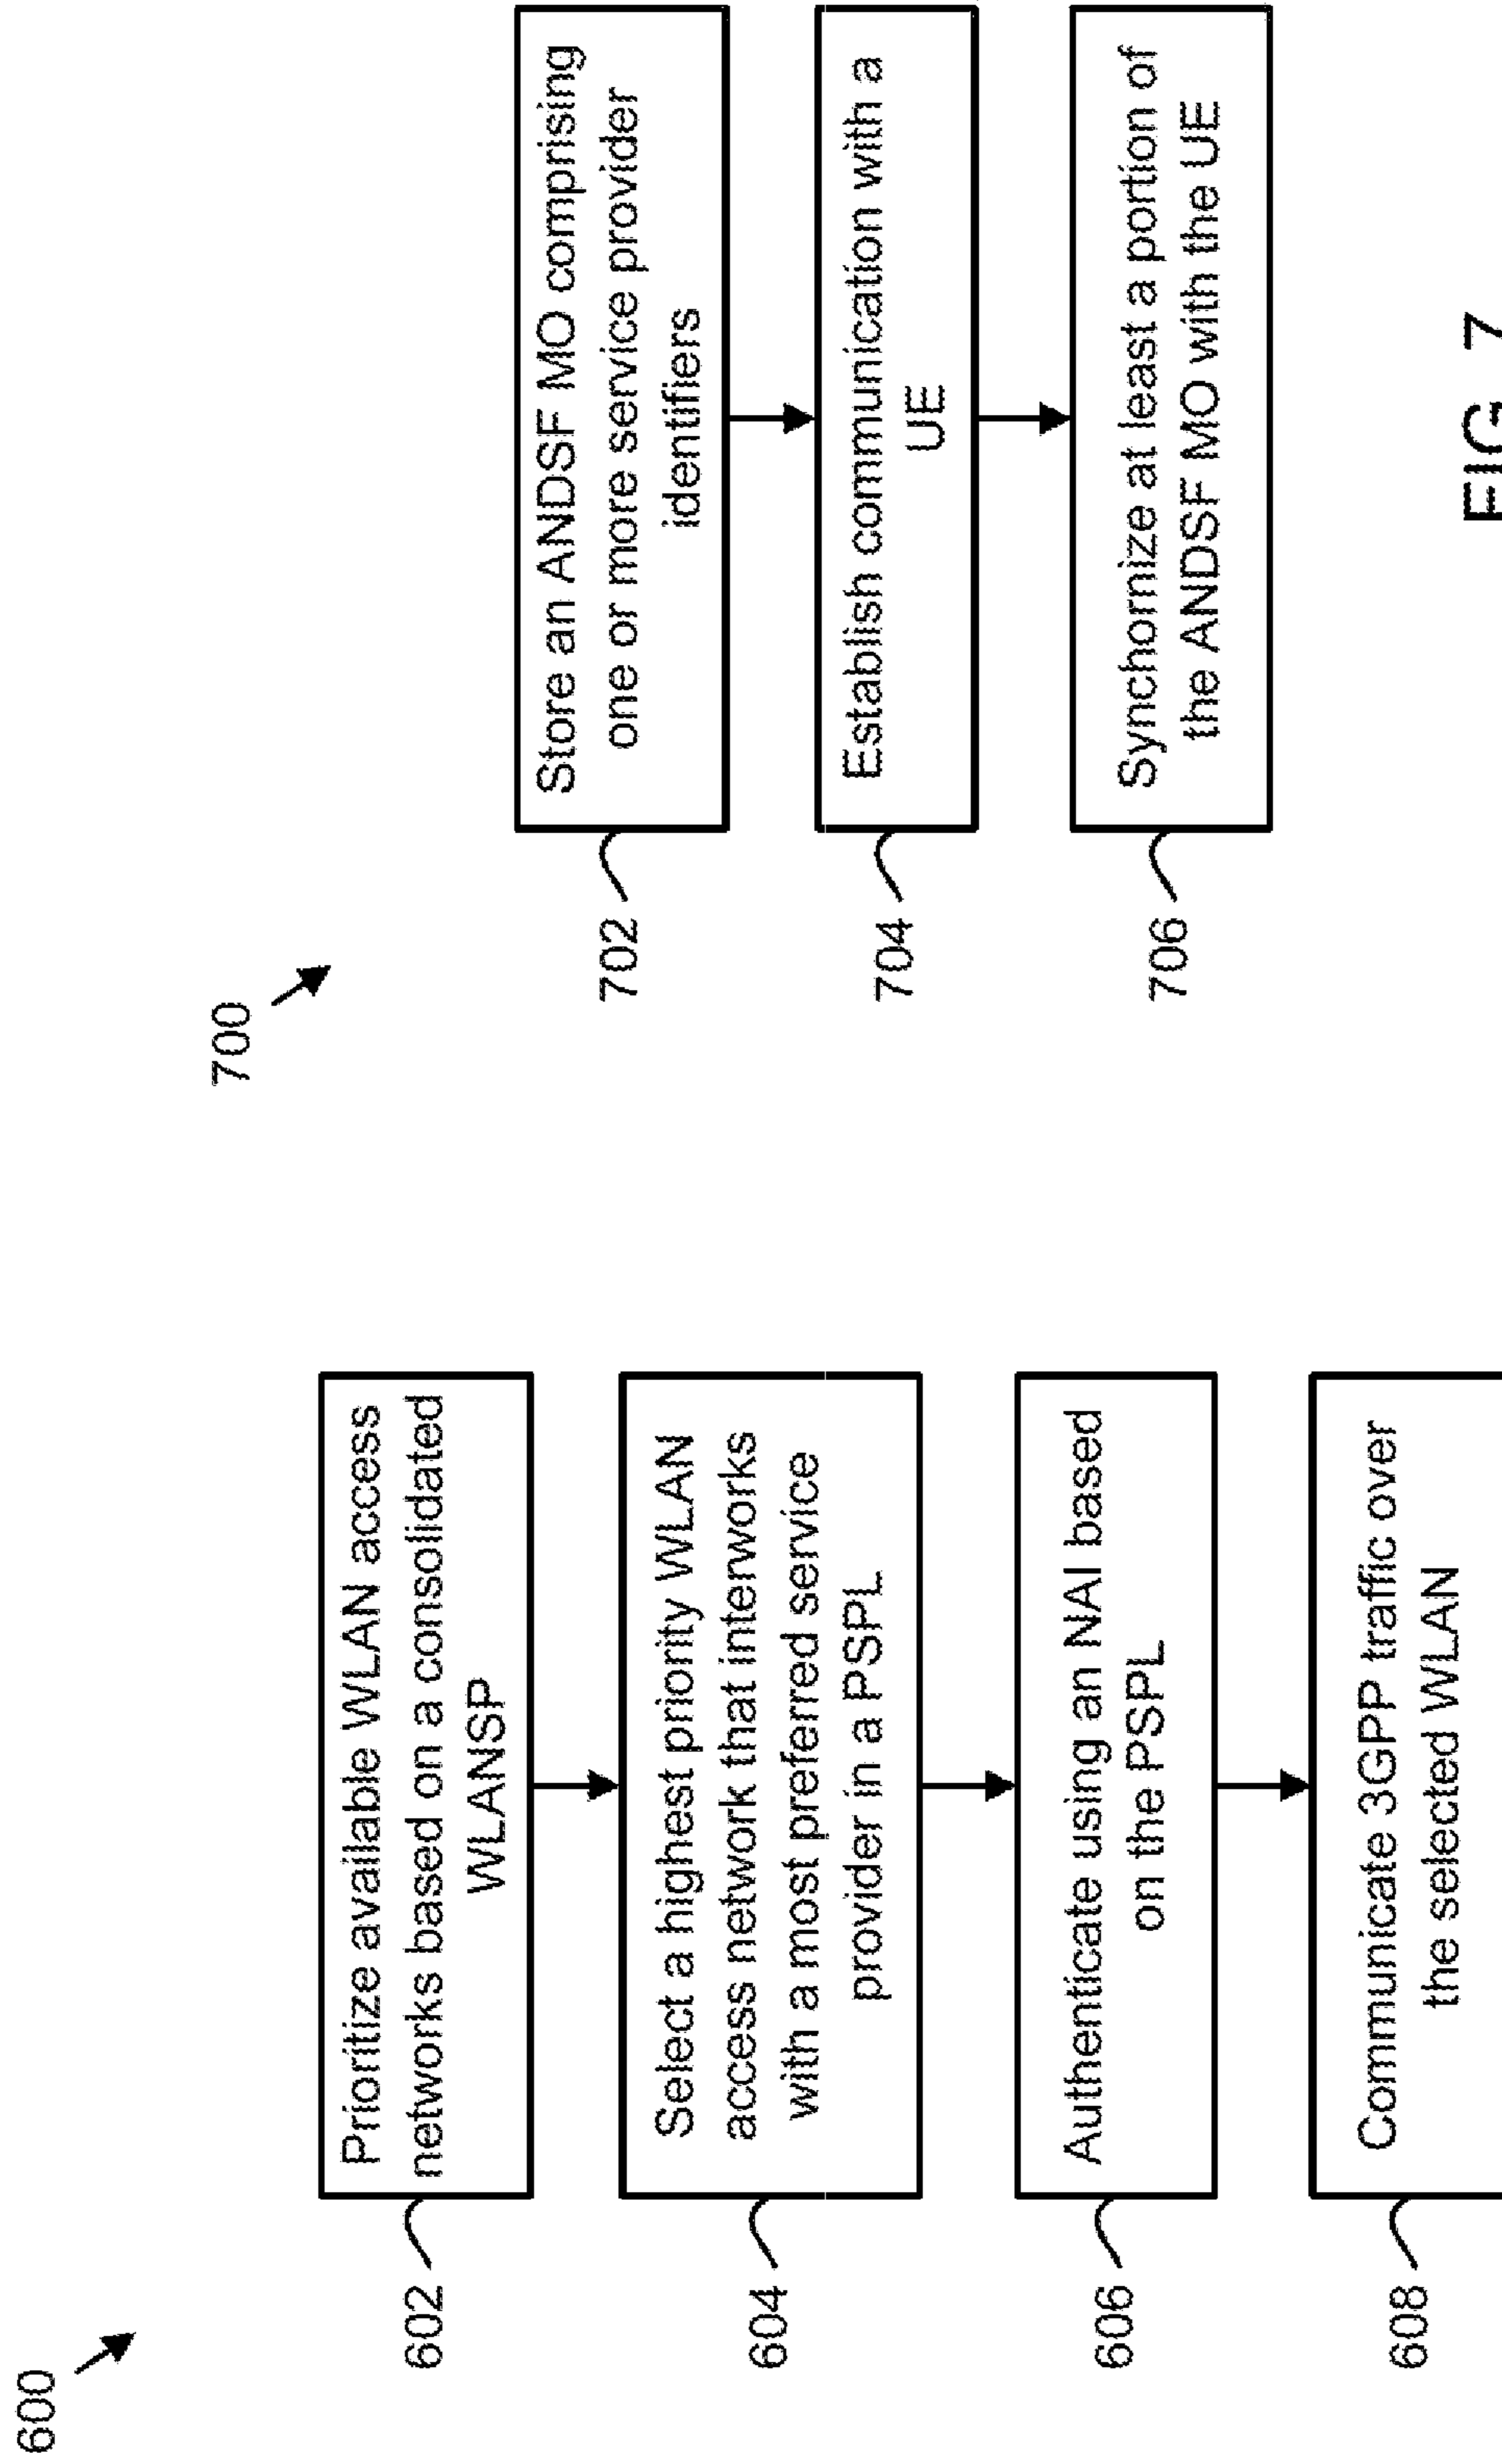 600
602
Prioritize available WLAN access
networks based on a consolidated
WLANSP
604
Select a highest priority WLAN
access network that interworks
with a most preferred service
provider in a PSPL
606
Authenticate using an NAI based
on the PSPL
608
Communicate 3GPP traffic over
the selected WLAN
700
702
Store an ANDSF MO comprising
one or more service provider
identifiers
704
Establish communication with a
UE
706
Synchornize at least a portion of
the ANDSF MO with the UE
FIG. 7